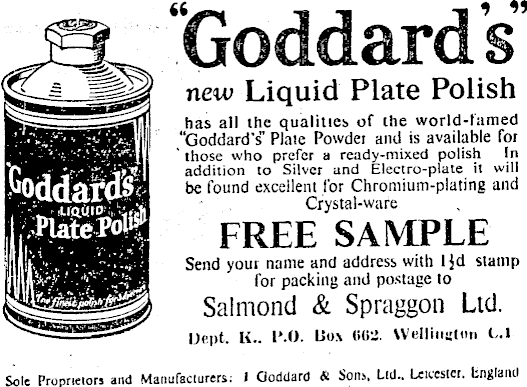 "Goddard's"
new Liquid Plate Polish
has all the qualities of the world-famed
"Goddard's" Plate Powder and is available for
those who prefer a ready-mixed polish In
addition to Silver and Electro-plate it will
be found excellent for Chromium-plating and
Crystal-ware
FREE SAMPLE
Send your name and address with 1½d stamp
for packing and postage to
Salmond & Spraggon Ltd.
Dept. K., P.O. Box 662. Wellington C.1
"Goddard's"
LIQUID
Plate Polish
The finest polish for
Sole Proprietors and Manufacturers: J Goddard & Sons, Ltd., Leicester, England